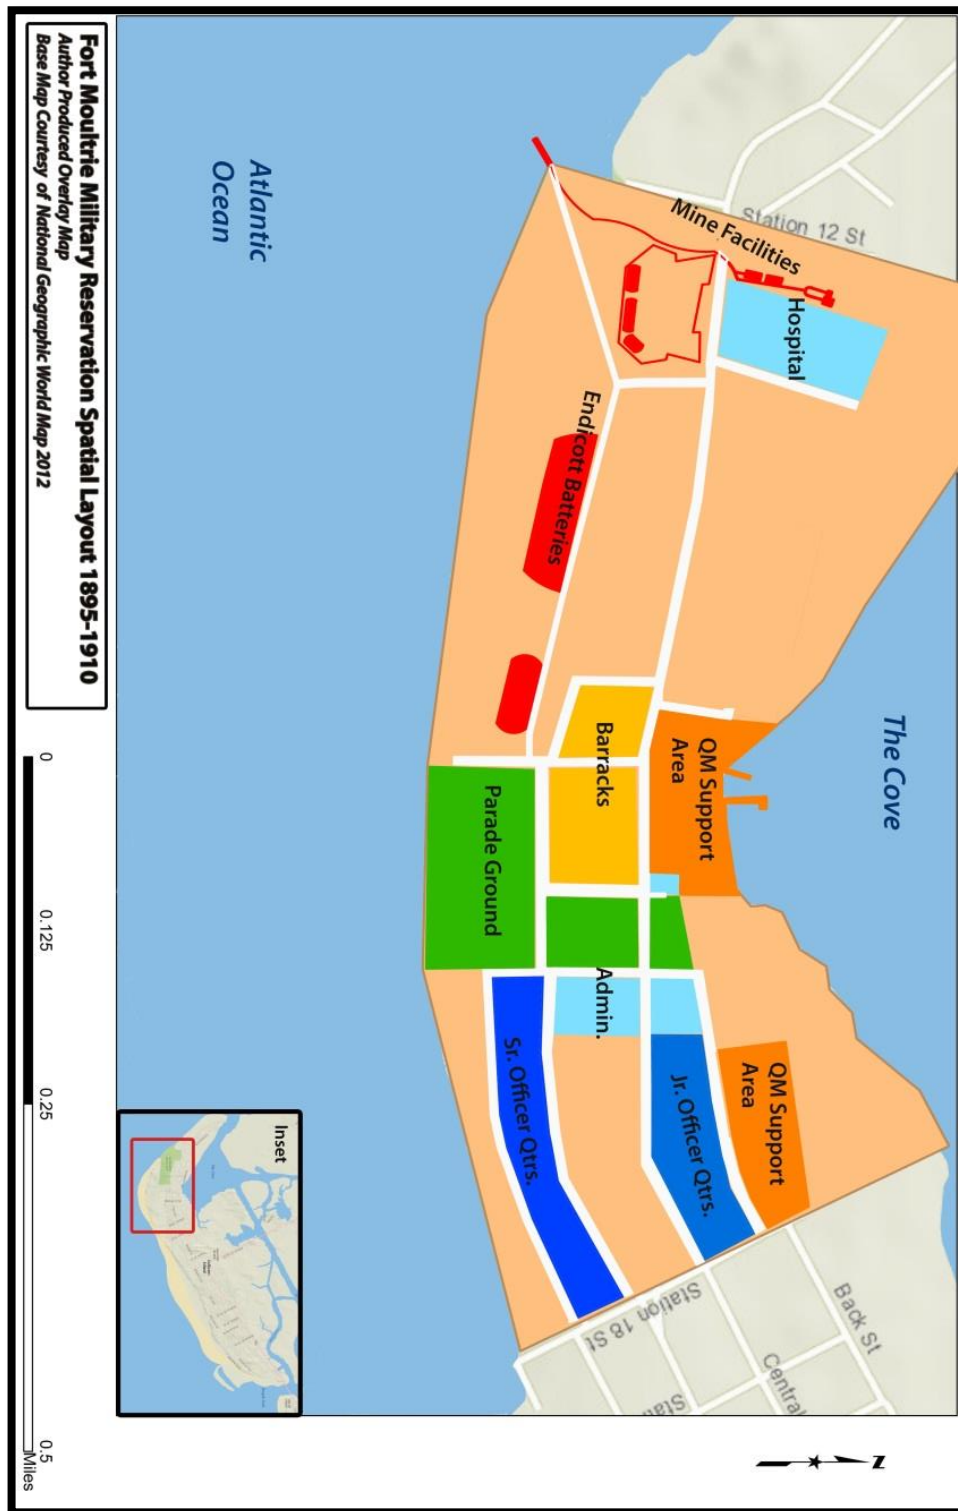 Fort Moultrie Military Reservation Spatial Layout 1895-1910
Author Produced Overlay Map
Base Map Courtesy of National Geographic World Map 2012
The Cove
Atlantic
Ocean
Station 12 St
Mine Facilities
Hospital
Endicott Batteries
Barracks
QM Support
Area
Parade Ground
Admin.
Sr. Officer Qtrs.
Jr. Officer Qtrs.
QM Support
Area
Back St
Central
Station 18 St
Stati
Inset
0
0.125
0.25
0.5
Miles
N